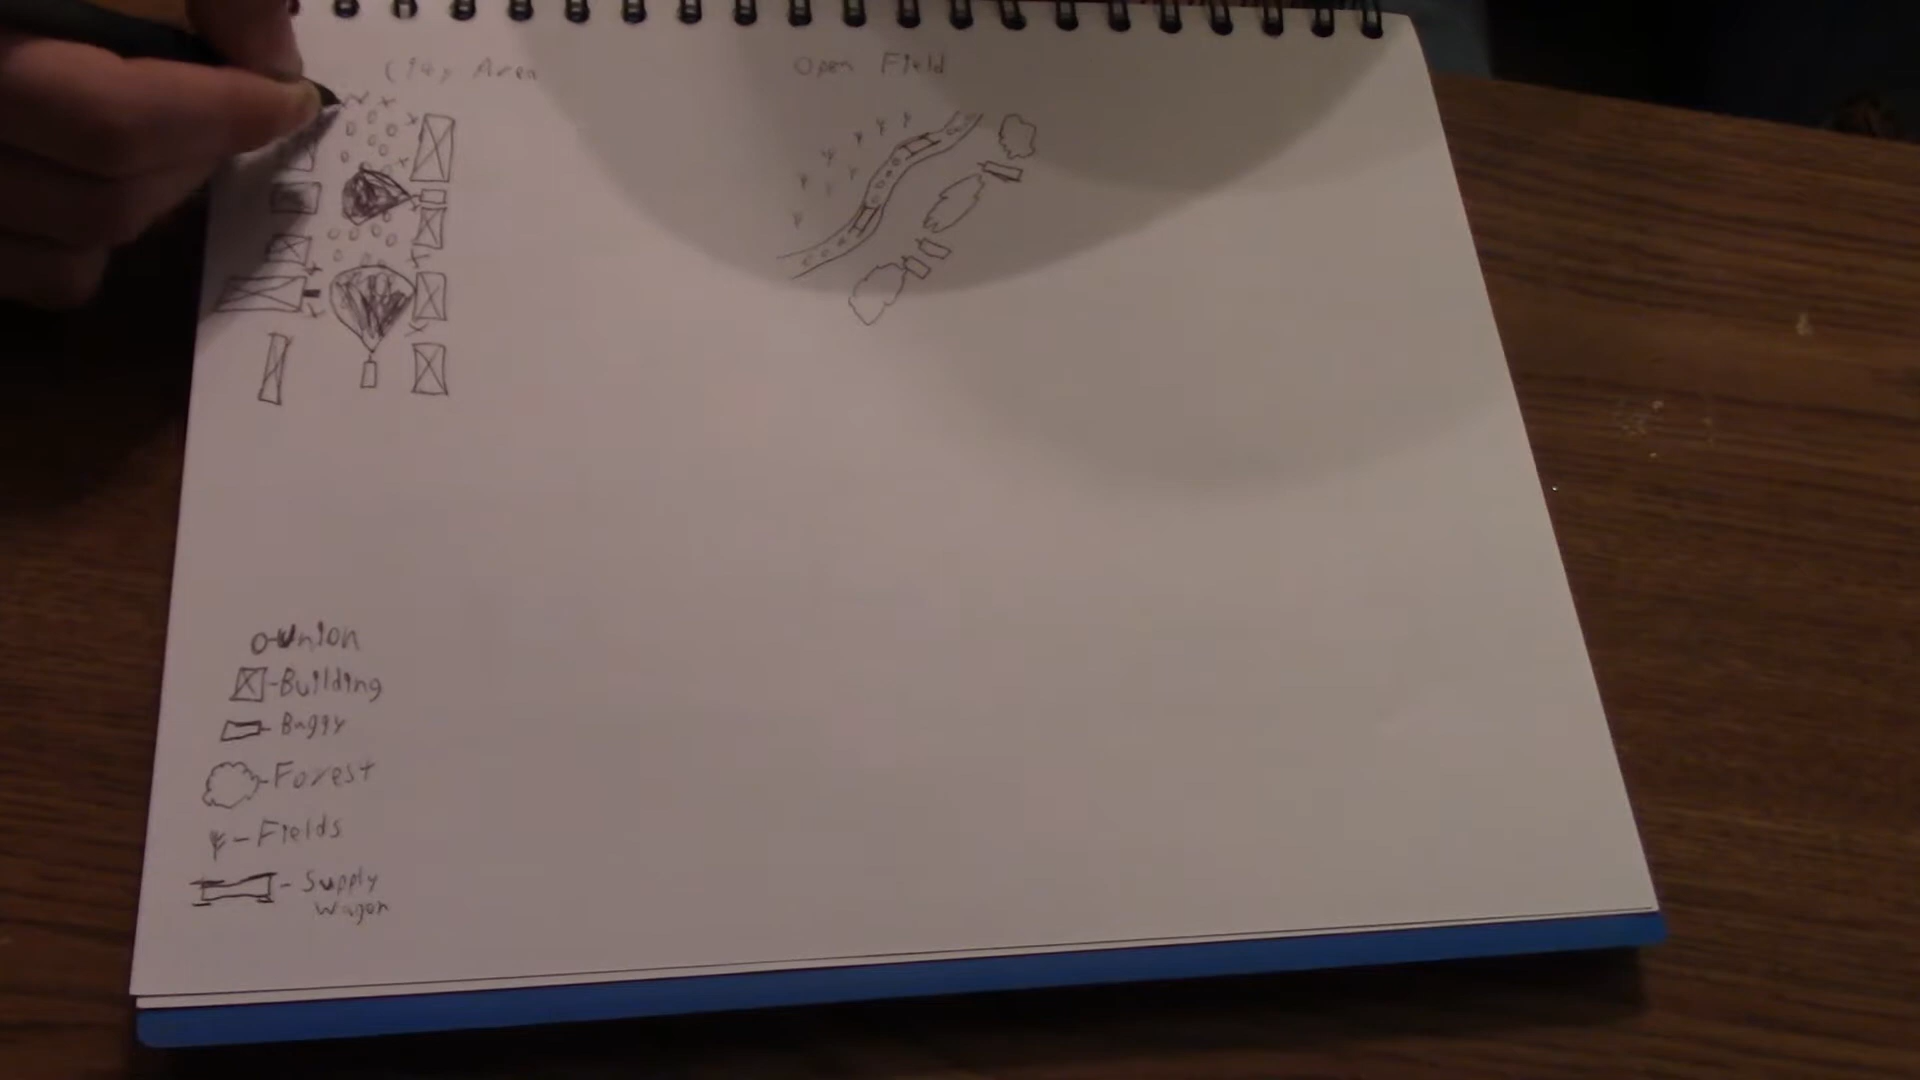 City Area
Open Field
O-Union
-Building
- Buggy
-Forest
- Fields
- Supply
Wagon